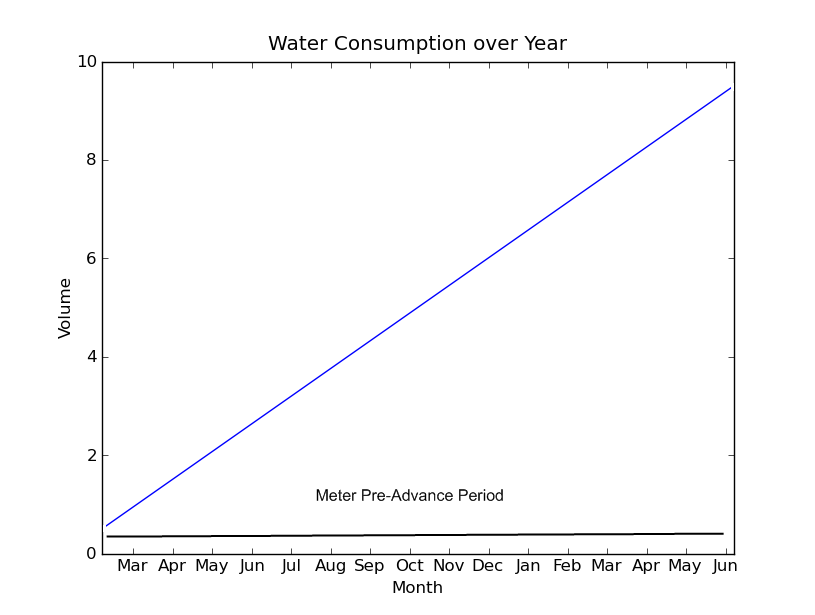 Water Consumption over Year
10
8
6
4
2
0
Volume
Meter Pre-Advance Period
Mar Apr May Jun Jul Aug Sep Oct Nov Dec Jan Feb Mar Apr May Jun
Month